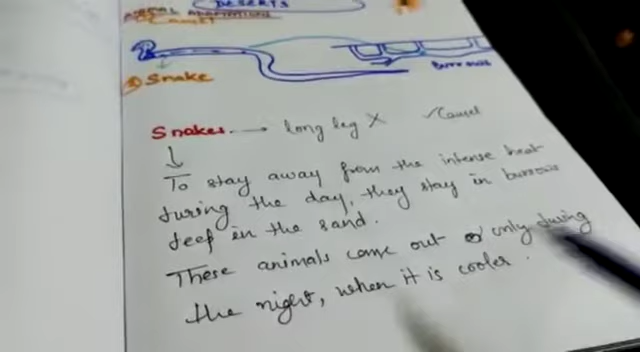 DESERTS
ANIMAL ADAPTATIONS
CAMEL
Burrows
Snake
Snakes → long leg X ✓Camel
↓
To stay away from the intense heat
during the day, they stay in burrows
deep in the sand.
These animals come out only during
the night, when it is cooler.